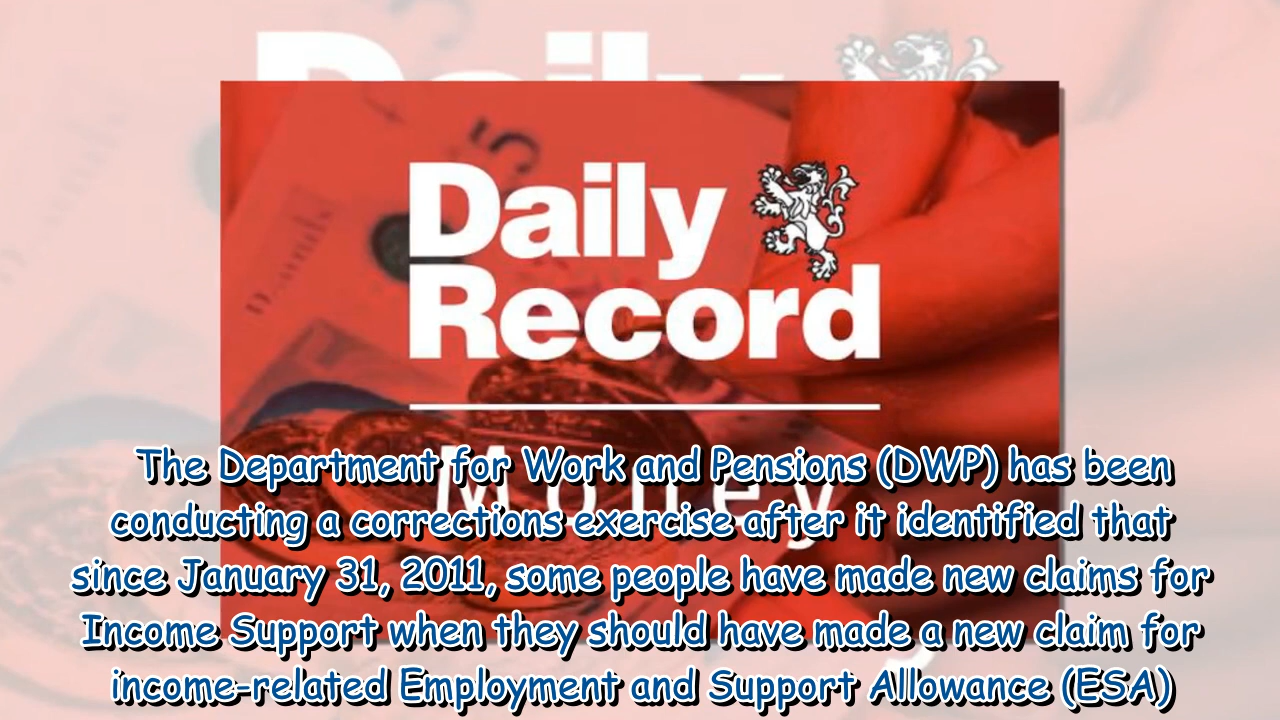 Daily
Daily
Record
Money
The Department for Work and Pensions (DWP) has been
conducting a corrections exercise after it identified that
since January 31, 2011, some people have made new claims for
Income Support when they should have made a new claim for
income-related Employment and Support Allowance (ESA)